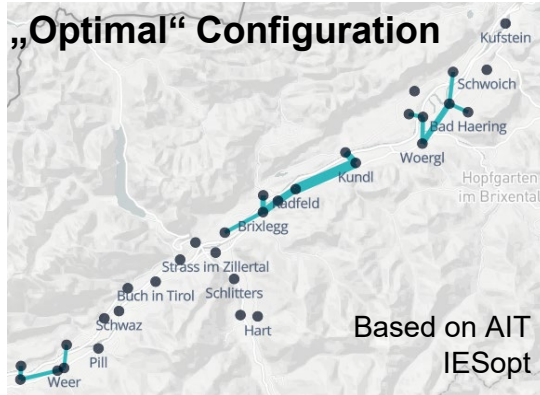 „Optimal“ Configuration
Kufstein
Schwoich
Bad Haering
Woergl
Hopfgarten
im Brixental
Kundl
Radfeld
Brixlegg
Strass im Zillertal
Buch in Tirol
Schlitters
Schwaz
Hart
Pill
Weer
Based on AIT
IESopt